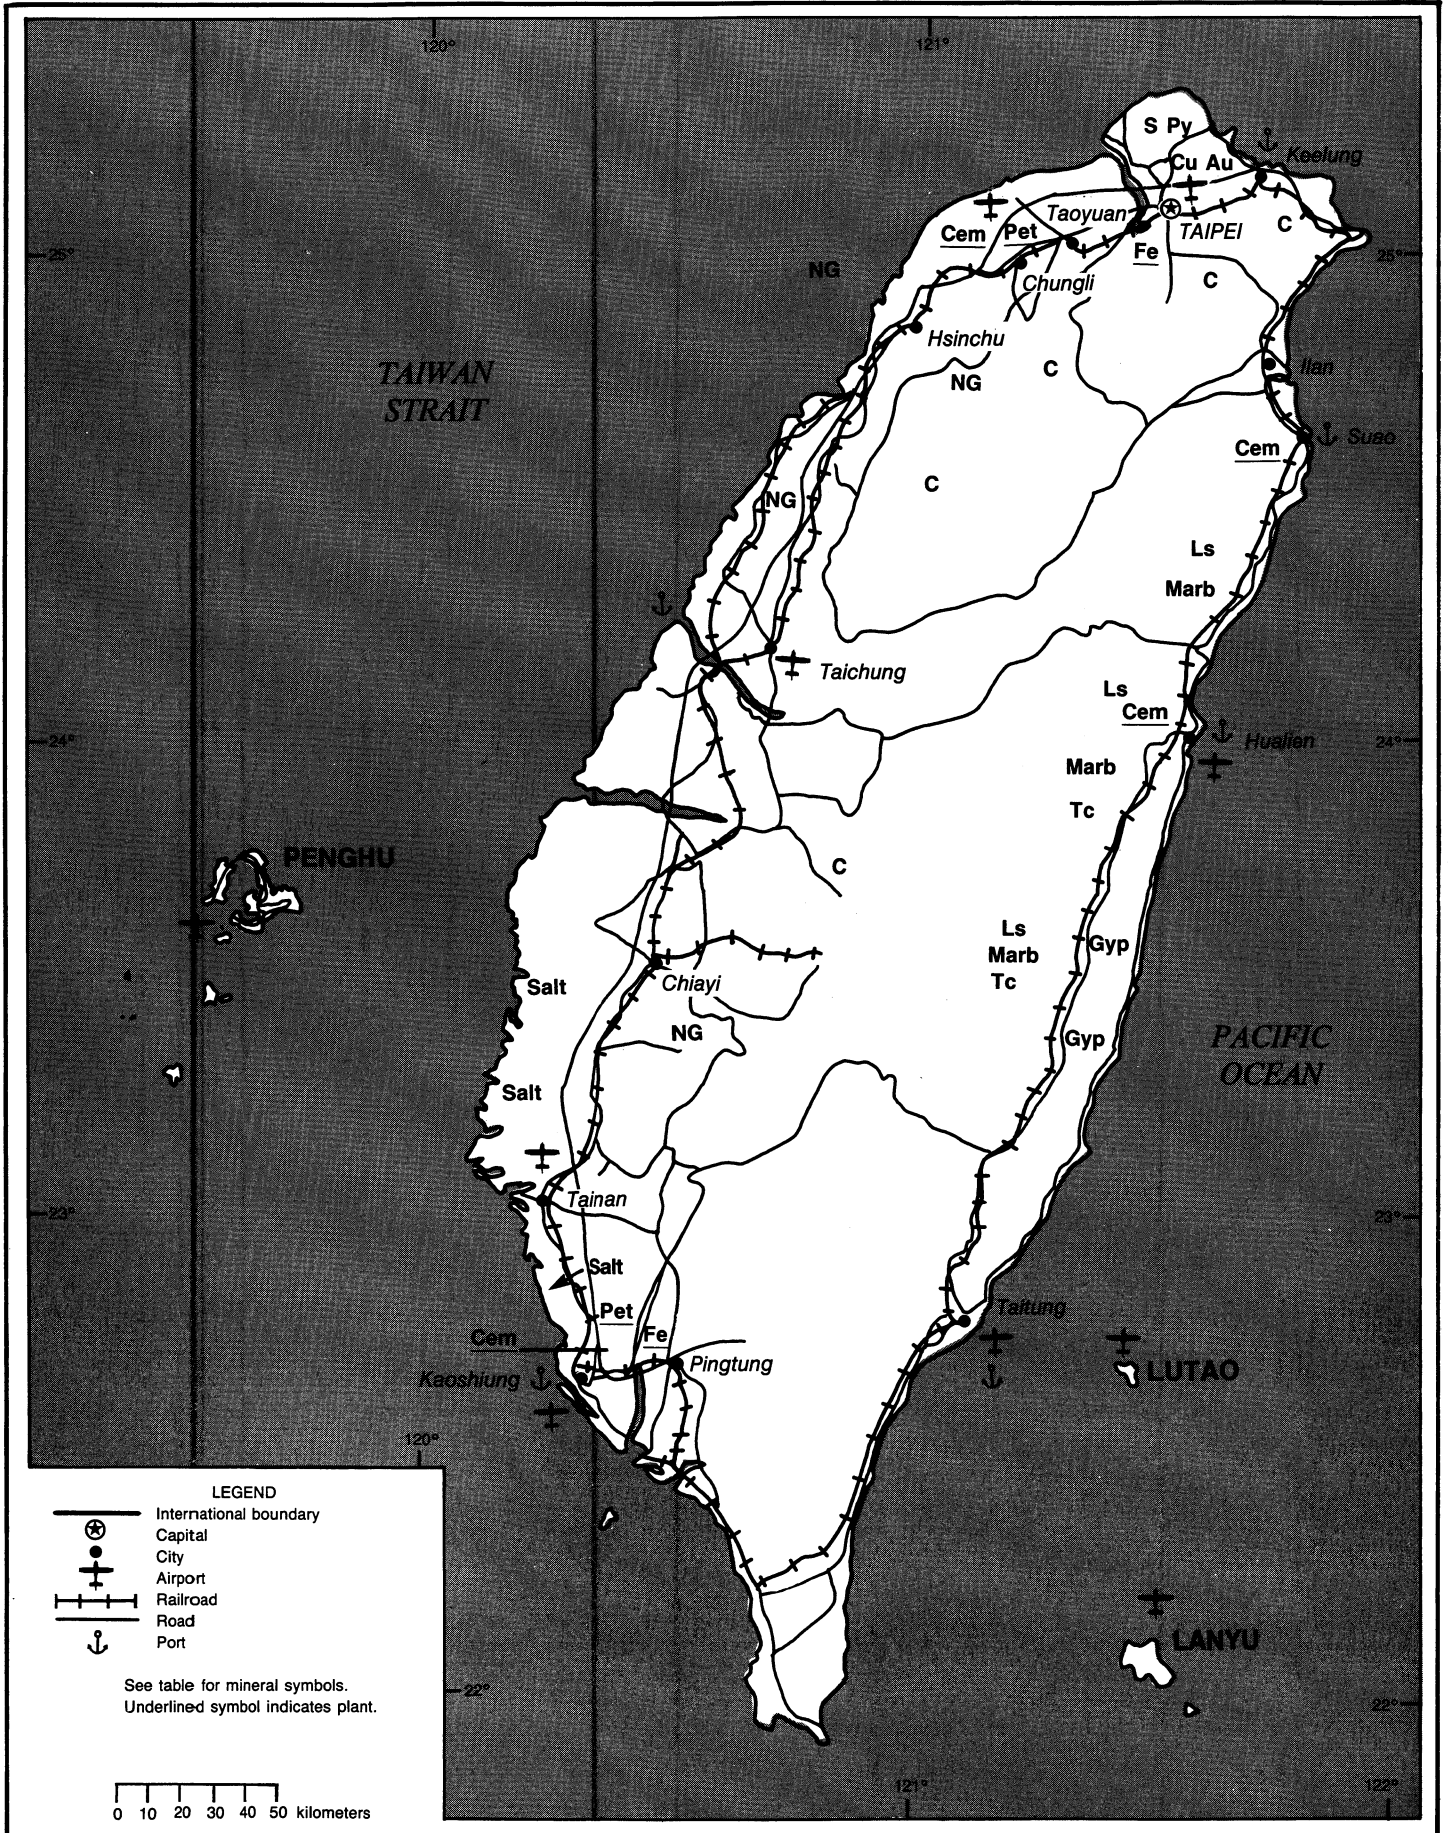 120°
121°
S Py
Keelung
Cu Au
Taoyuan
Cem
Pet
TAIPEI
C
25°
Fe
25°
NG
Chungli
C
Hsinchu
TAIWAN
STRAIT
NG
C
Ilan
Suao
Cem
C
NG
Ls
Marb
Taichung
Ls
Cem
24°
Hualien
24°
Marb
Tc
PENGHU
C
Ls
Gyp
Marb
Tc
Chiayi
Salt
NG
Gyp
PACIFIC
OCEAN
Salt
Tainan
23°
23°
Salt
Pet
Taitung
Cem
Fe
Pingtung
LUTAO
Kaoshiung
120°
LEGEND
International boundary
Capital
City
Airport
Railroad
Road
Port
See table for mineral symbols.
Underlined symbol indicates plant.
LANYU
22°
22°
121°
122°
0 10 20 30 40 50 kilometers